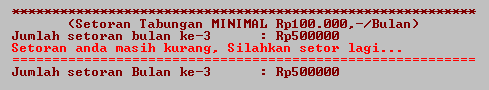 **********************************************************
(Setoran Tabungan MINIMAL Rp100.000,-/Bulan)
Jumlah setoran bulan ke-3      : Rp500000
Setoran anda masih kurang, Silahkan setor lagi...
==========================================================
Jumlah setoran Bulan ke-3      : Rp500000